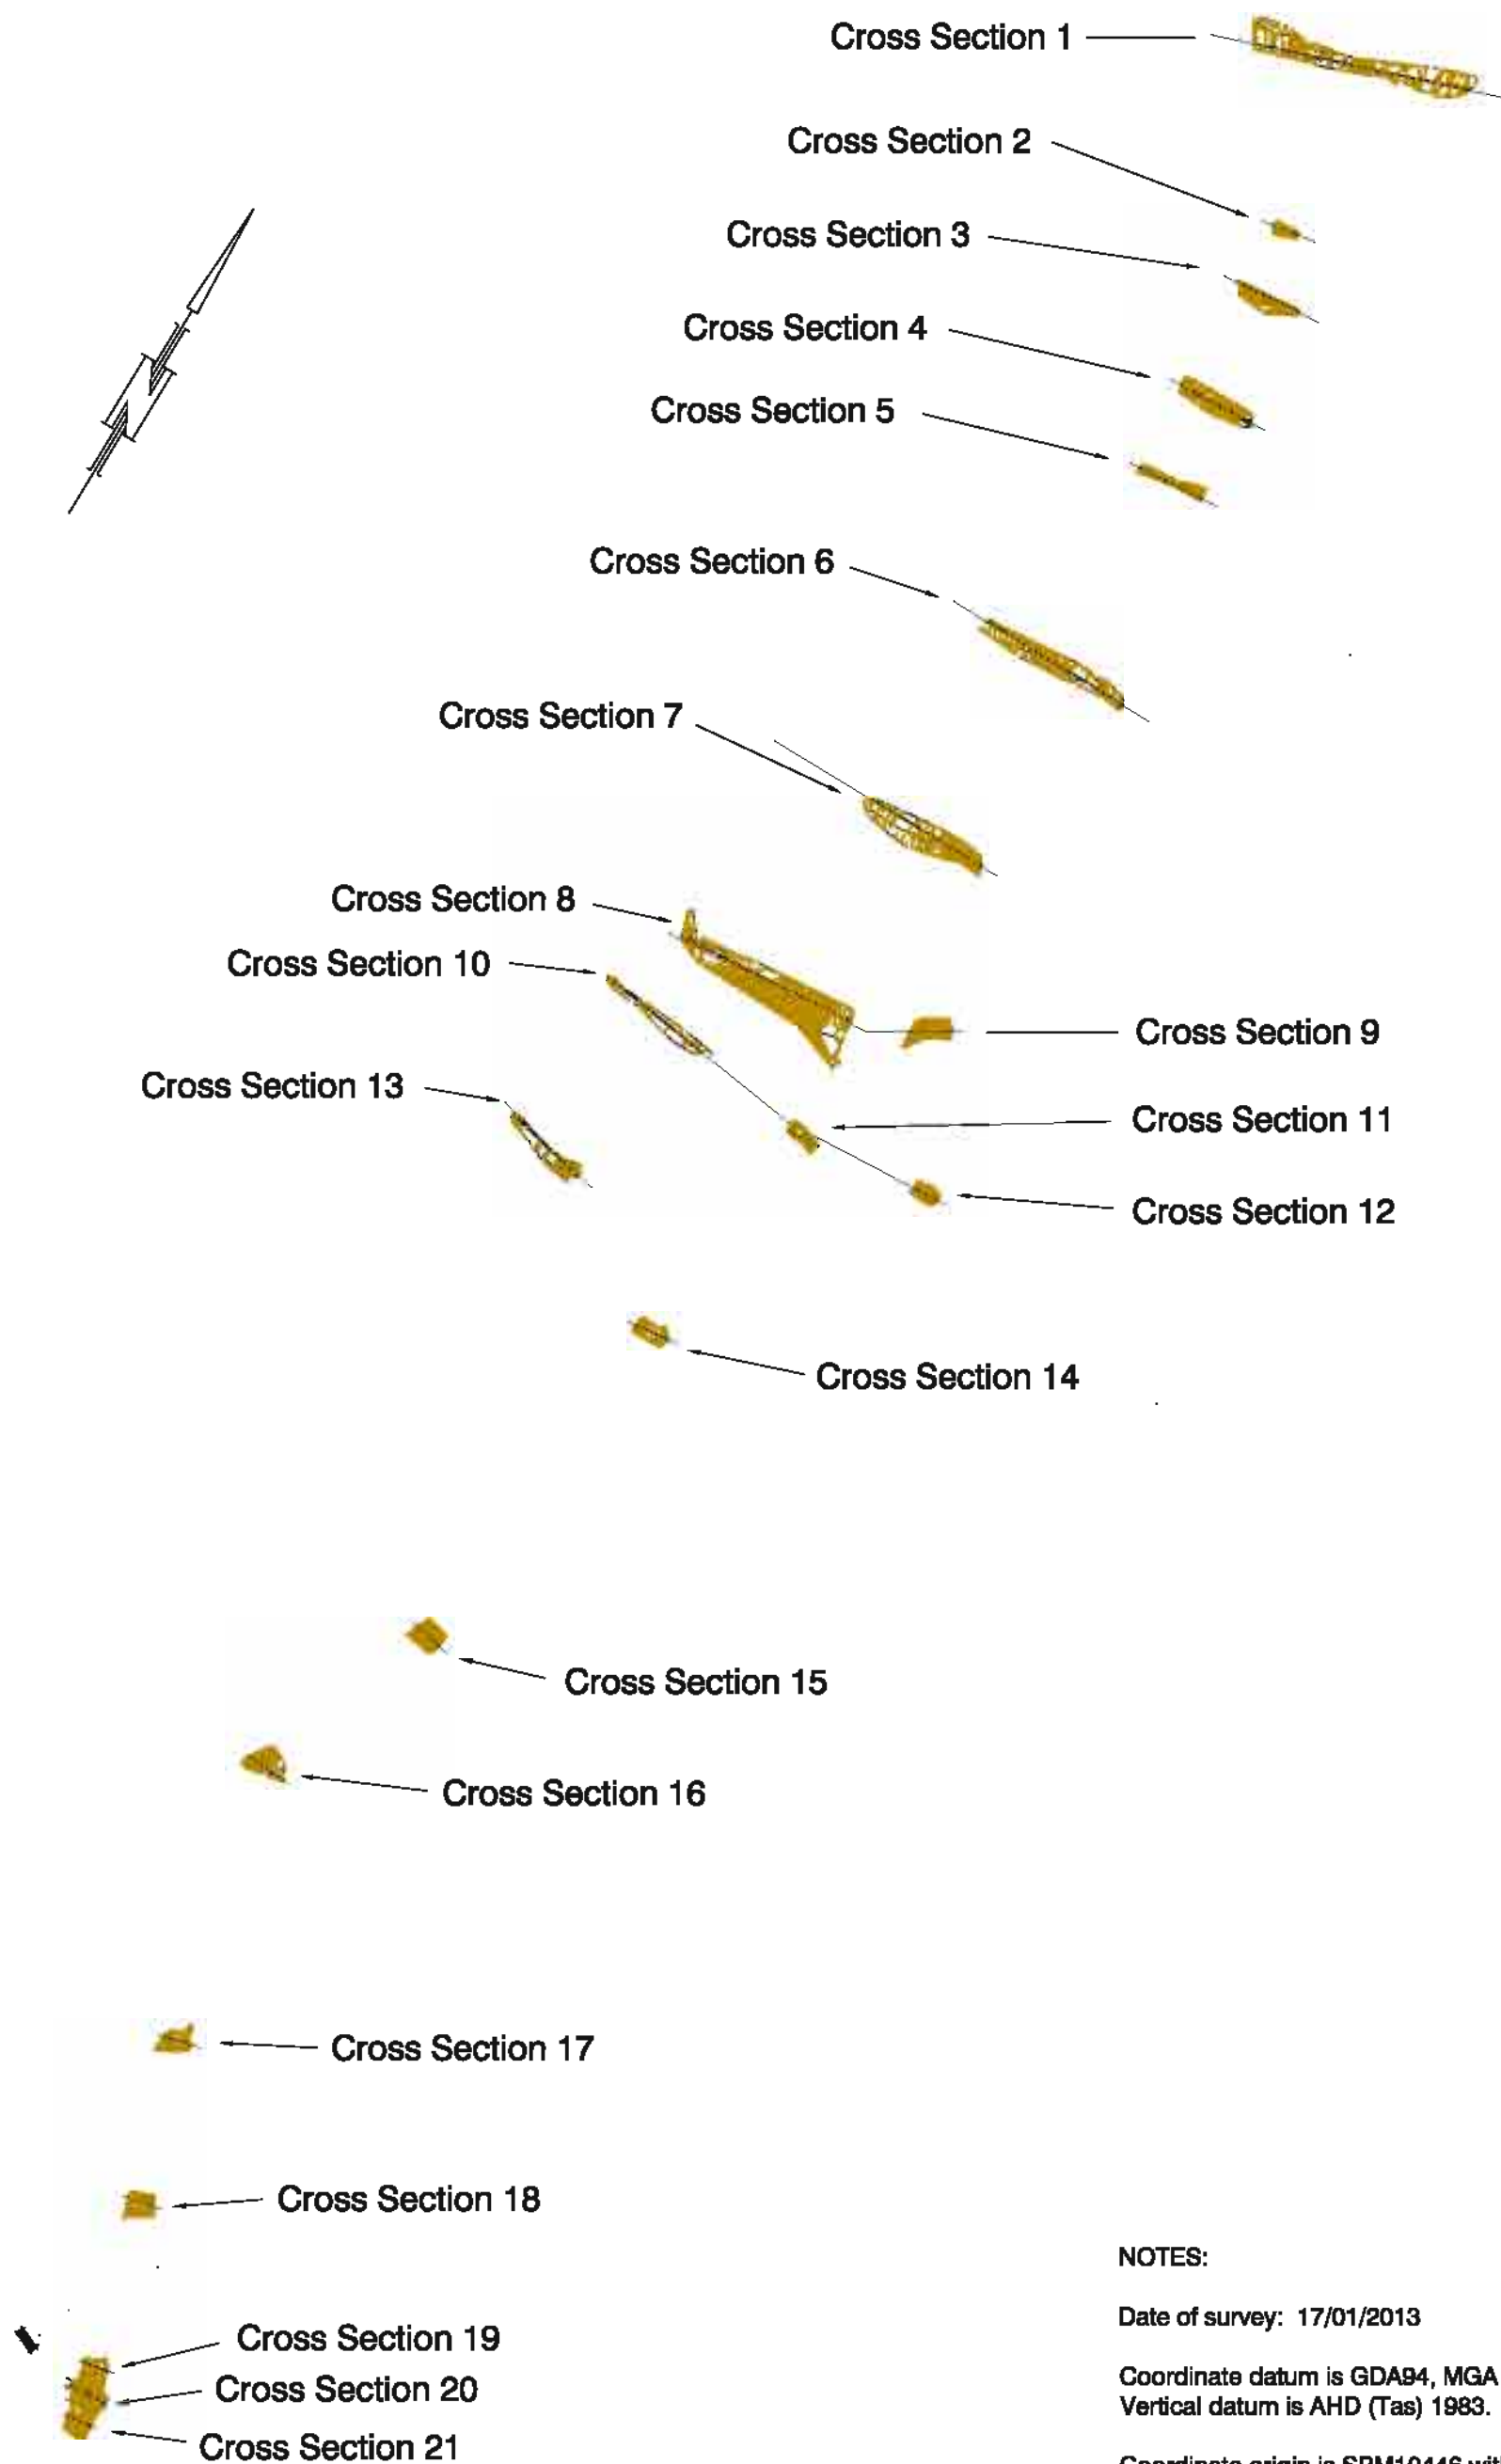 Cross Section 1
Cross Section 2
Cross Section 3
Cross Section 4
Cross Section 5
Cross Section 6
Cross Section 7
Cross Section 8
Cross Section 10
Cross Section 9
Cross Section 13
Cross Section 11
Cross Section 12
Cross Section 14
Cross Section 15
Cross Section 16
Cross Section 17
Cross Section 18
NOTES:
Date of survey: 17/01/2013
Cross Section 19
Coordinate datum is GDA94, MGA
Cross Section 20
Vertical datum is AHD (Tas) 1983.
Cross Section 21
Coordinate origin is